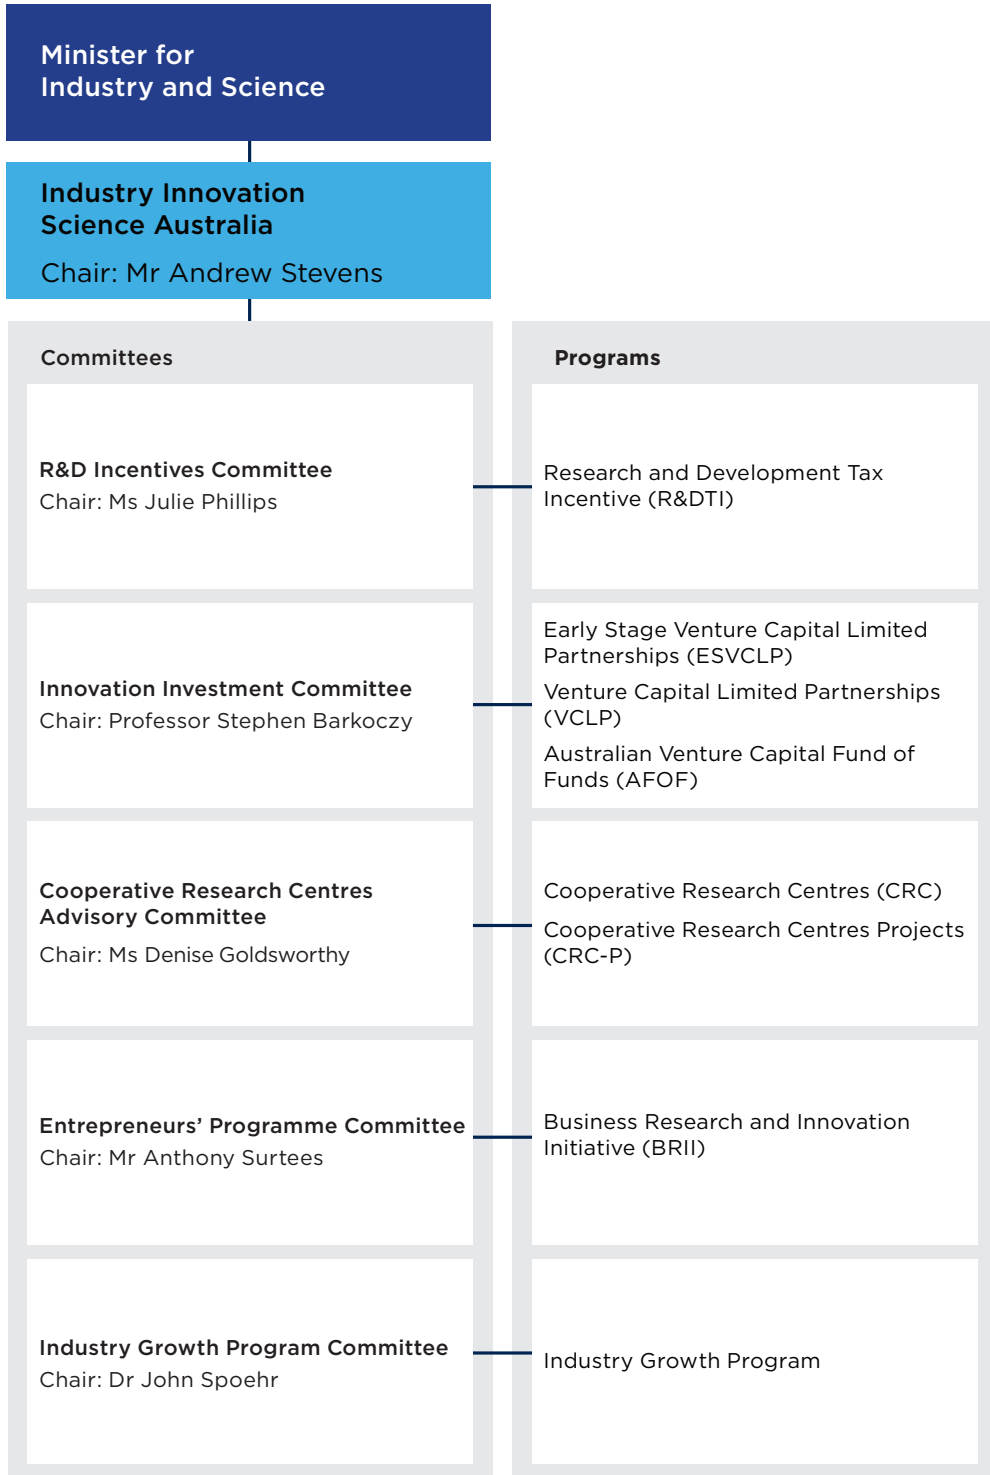 Minister for
Industry and Science
Industry Innovation
Science Australia
Chair: Mr Andrew Stevens
Committees
Programs
R&D Incentives Committee
Chair: Ms Julie Phillips
Research and Development Tax
Incentive (R&DTI)
Innovation Investment Committee
Chair: Professor Stephen Barkoczy
Early Stage Venture Capital Limited
Partnerships (ESVCLP)
Venture Capital Limited Partnerships
(VCLP)
Australian Venture Capital Fund of
Funds (AFOF)
Cooperative Research Centres
Advisory Committee
Chair: Ms Denise Goldsworthy
Cooperative Research Centres (CRC)
Cooperative Research Centres Projects
(CRC-P)
Entrepreneurs’ Programme Committee
Chair: Mr Anthony Surtees
Business Research and Innovation
Initiative (BRII)
Industry Growth Program Committee
Chair: Dr John Spoehr
Industry Growth Program